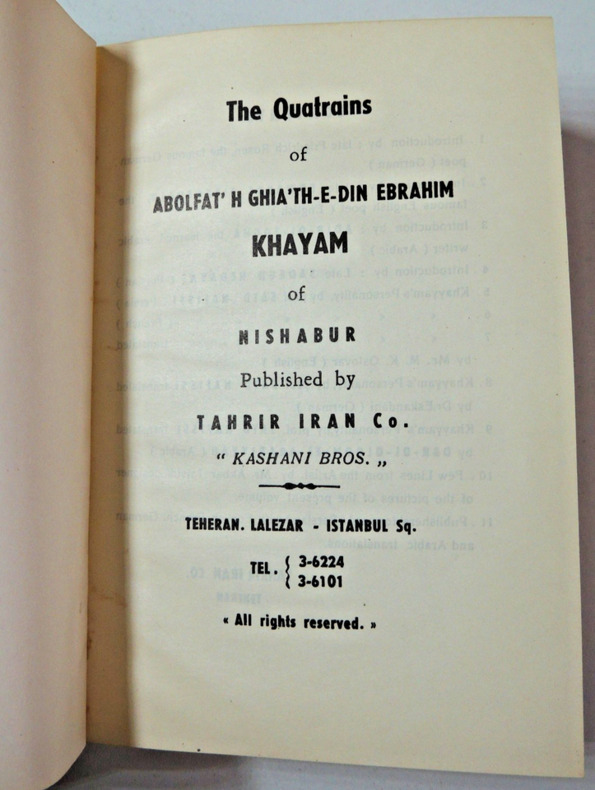 The Quatrains
of
ABOLFAT' H GHIA'TH-E-DIN EBRAHIM
KHAYAM
of
NISHABUR
Published by
TAHRIR IRAN Co.
“ KASHANI BROS. „
TEHERAN. LALEZAR - ISTANBUL Sq.
TEL. { 3-6224
3-6101
« All rights reserved. »